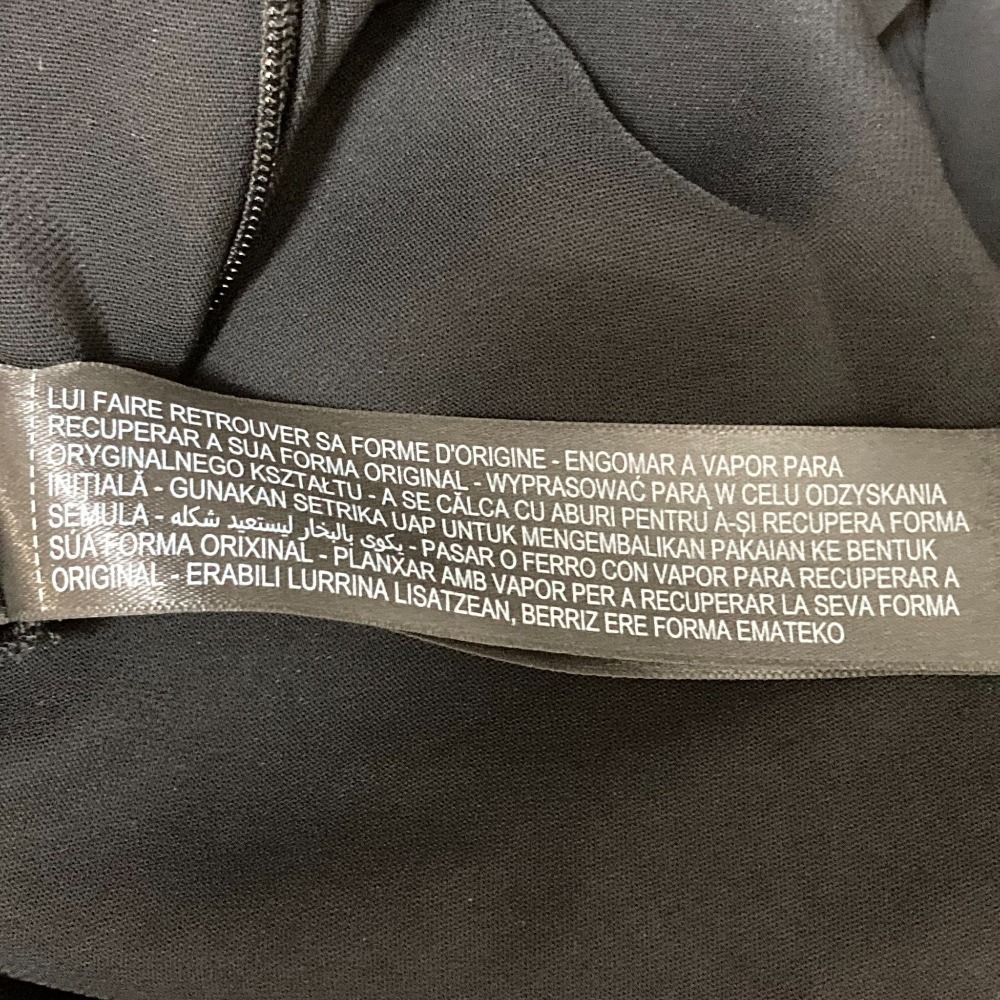 LUI FAIRE RETROUVER SA FORME D'ORIGINE - ENGOMAR A VAPOR PARA
RECUPERAR A SUA FORMA ORIGINAL - WYPRASOWAĆ PARĄ W CELU ODZYSKANIA
ORYGINALNEGO KSZTAŁTU - A SE CĂLCA CU ABURI PENTRU A-ȘI RECUPERA FORMA
INIȚIALĂ - GUNAKAN SETRIKA UAP UNTUK MENGEMBALIKAN PAKAIAN KE BENTUK
SEMULA - يكوى بالبخار ليستعيد شكله - PASAR O FERRO CON VAPOR PARA RECUPERAR A
SÚA FORMA ORIXINAL - PLANXAR AMB VAPOR PER A RECUPERAR LA SEVA FORMA
ORIGINAL - ERABILI LURRINA LISATZEAN, BERRIZ ERE FORMA EMATEKO